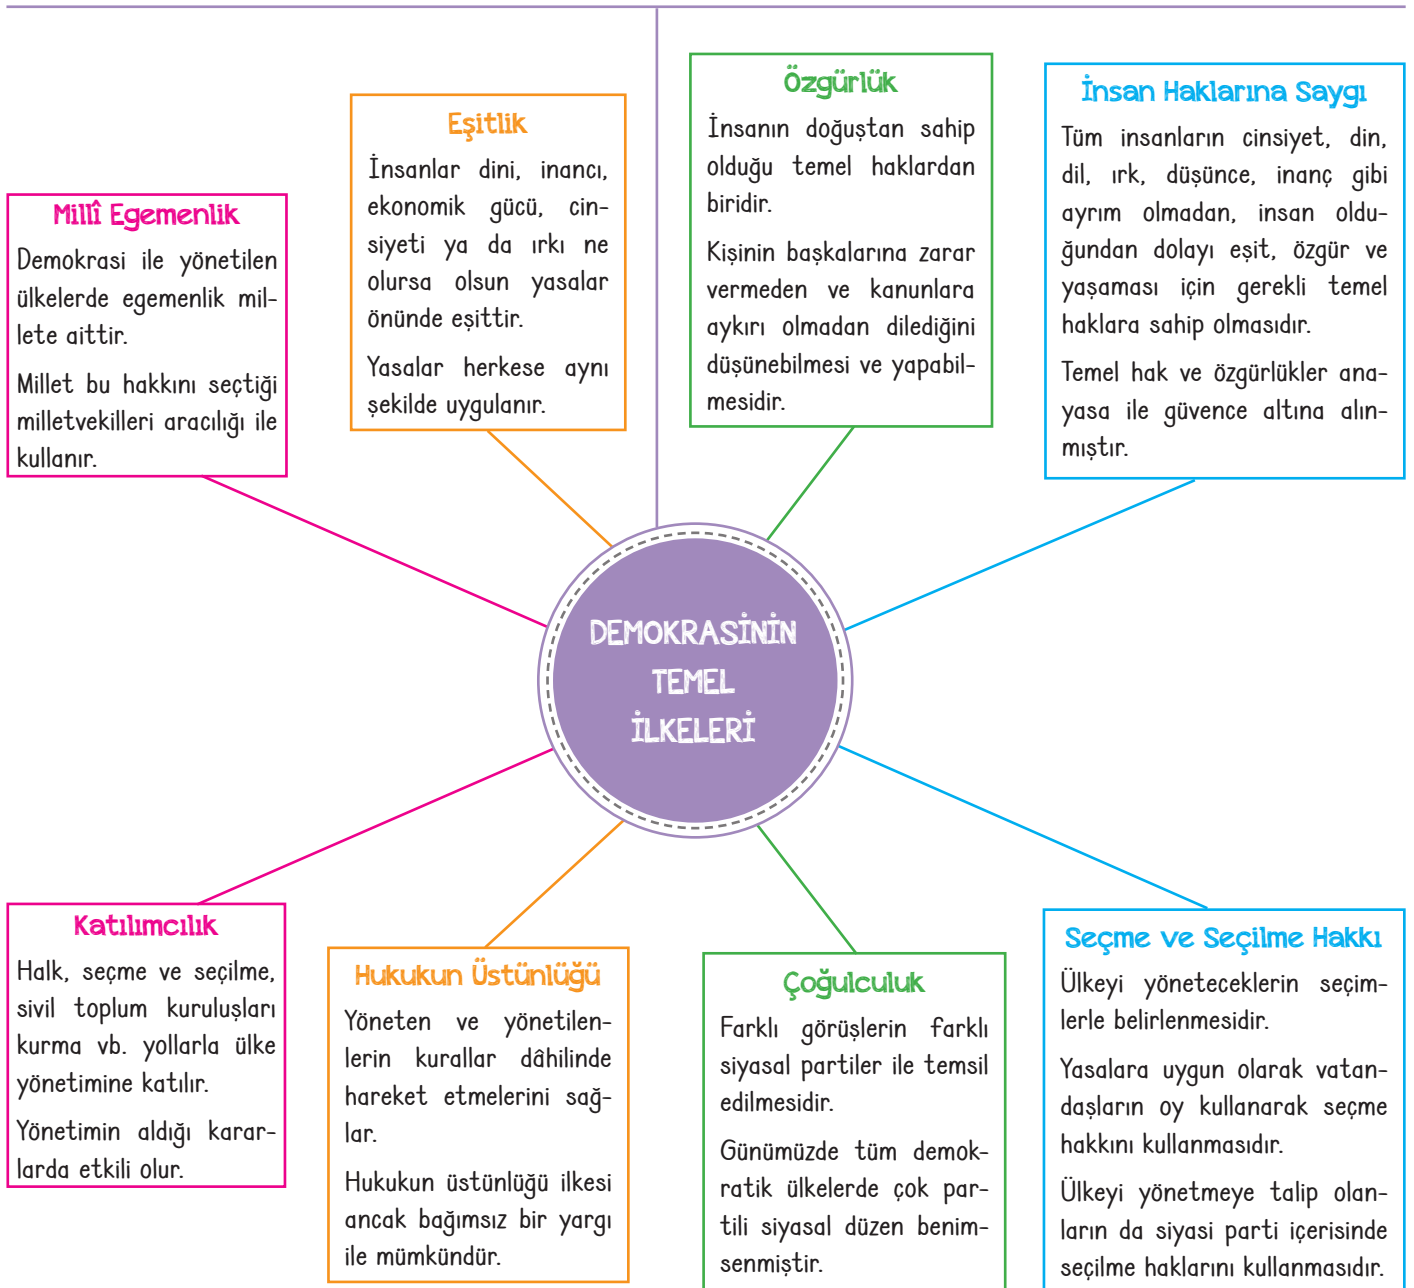 Millî Egemenlik
Demokrasi ile yönetilen
ülkelerde egemenlik mil-
lete aittir.
Millet bu hakkını seçtiği
milletvekilleri aracılığı ile
kullanır.
Eşitlik
İnsanlar dini, inancı,
ekonomik gücü, cin-
siyeti ya da ırkı ne
olursa olsun yasalar
önünde eşittir.
Yasalar herkese aynı
şekilde uygulanır.
Özgürlük
İnsanın doğuştan sahip
olduğu temel haklardan
biridir.
Kişinin başkalarına zarar
vermeden ve kanunlara
aykırı olmadan dilediğini
düşünebilmesi ve yapabil-
mesidir.
İnsan Haklarına Saygı
Tüm insanların cinsiyet, din,
dil, ırk, düşünce, inanç gibi
ayrım olmadan, insan oldu-
ğundan dolayı eşit, özgür ve
yaşaması için gerekli temel
haklara sahip olmasıdır.
Temel hak ve özgürlükler ana-
yasa ile güvence altına alın-
mıştır.
DEMOKRASİNİN
TEMEL
İLKELERİ
Katılımcılık
Halk, seçme ve seçilme,
sivil toplum kuruluşları
kurma vb. yollarla ülke
yönetimine katılır.
Yönetimin aldığı karar-
larda etkili olur.
Hukukun Üstünlüğü
Yöneten ve yönetilen-
lerin kurallar dâhilinde
hareket etmelerini sağ-
lar.
Hukukun üstünlüğü ilkesi
ancak bağımsız bir yargı
ile mümkündür.
Çoğulculuk
Farklı görüşlerin farklı
siyasal partiler ile temsil
edilmesidir.
Günümüzde tüm demok-
ratik ülkelerde çok par-
tili siyasal düzen benim-
senmiştir.
Seçme ve Seçilme Hakkı
Ülkeyi yöneteceklerin seçim-
lerle belirlenmesidir.
Yasalara uygun olarak vatan-
daşların oy kullanarak seçme
hakkını kullanmasıdır.
Ülkeyi yönetmeye talip olan-
ların da siyasi parti içerisinde
seçilme haklarını kullanmasıdır.